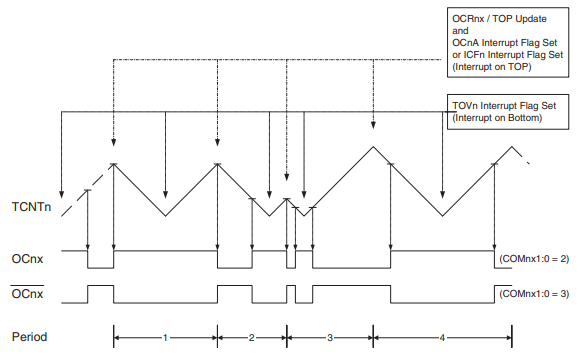 OCRnx / TOP Update
and
OCnA Interrupt Flag Set
or ICFn Interrupt Flag Set
(Interrupt on TOP)
TOVn Interrupt Flag Set
(Interrupt on Bottom)
TCNTn
OCnx
(COMnx1:0 = 2)
OCnx
(COMnx1:0 = 3)
Period
1
2
3
4